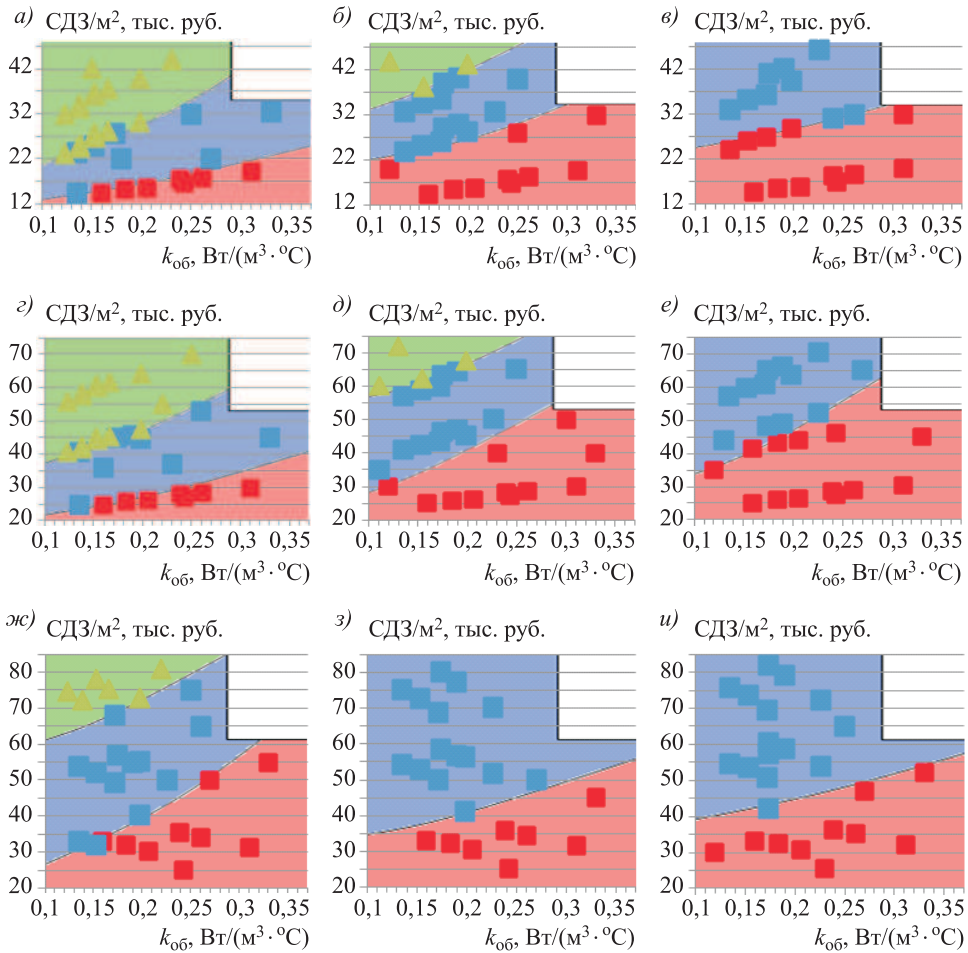 а) СДЗ/м², тыс. руб. б) СДЗ/м², тыс. руб. в) СДЗ/м², тыс. руб.
42 42 42
32 32 32
22 22 22
12 12 12
0,1 0,15 0,2 0,25 0,3 0,35 0,1 0,15 0,2 0,25 0,3 0,35 0,1 0,15 0,2 0,25 0,3 0,35
kоб, Вт/(м³·°С) kоб, Вт/(м³·°С) kоб, Вт/(м³·°С)
г) СДЗ/м², тыс. руб. д) СДЗ/м², тыс. руб. е) СДЗ/м², тыс. руб.
70 70 70
60 60 60
50 50 50
40 40 40
30 30 30
20 20 20
0,1 0,15 0,2 0,25 0,3 0,35 0,1 0,15 0,2 0,25 0,3 0,35 0,1 0,15 0,2 0,25 0,3 0,35
kоб, Вт/(м³·°С) kоб, Вт/(м³·°С) kоб, Вт/(м³·°С)
ж) СДЗ/м², тыс. руб. з) СДЗ/м², тыс. руб. и) СДЗ/м², тыс. руб.
80 80 80
70 70 70
60 60 60
50 50 50
40 40 40
30 30 30
20 20 20
0,1 0,15 0,2 0,25 0,3 0,35 0,1 0,15 0,2 0,25 0,3 0,35 0,1 0,15 0,2 0,25 0,3 0,35
kоб, Вт/(м³·°С) kоб, Вт/(м³·°С) kоб, Вт/(м³·°С)